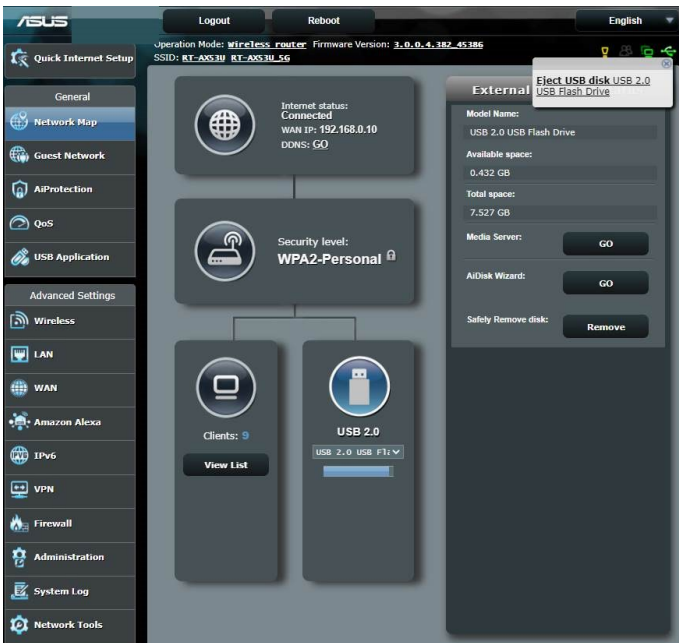 ASUS
Logout
Reboot
English
Quick Internet Setup
Operation Mode: Wireless router Firmware Version: 3.0.0.4.382_45386
SSID: RT-AX53U RT-AX53U_5G
Eject USB disk USB 2.0
USB Flash Drive
General
Network Map
Guest Network
AiProtection
QoS
USB Application
Advanced Settings
Wireless
LAN
WAN
Amazon Alexa
IPv6
VPN
Firewall
Administration
System Log
Network Tools
Internet status:
Connected
WAN IP: 192.168.0.10
DDNS: GO
Security level:
WPA2-Personal
Clients: 9
View List
USB 2.0
USB 2.0 USB Fla
External
Model Name:
USB 2.0 USB Flash Drive
Available space:
0.432 GB
Total space:
7.527 GB
Media Server:
GO
AiDisk Wizard:
GO
Safely Remove disk:
Remove